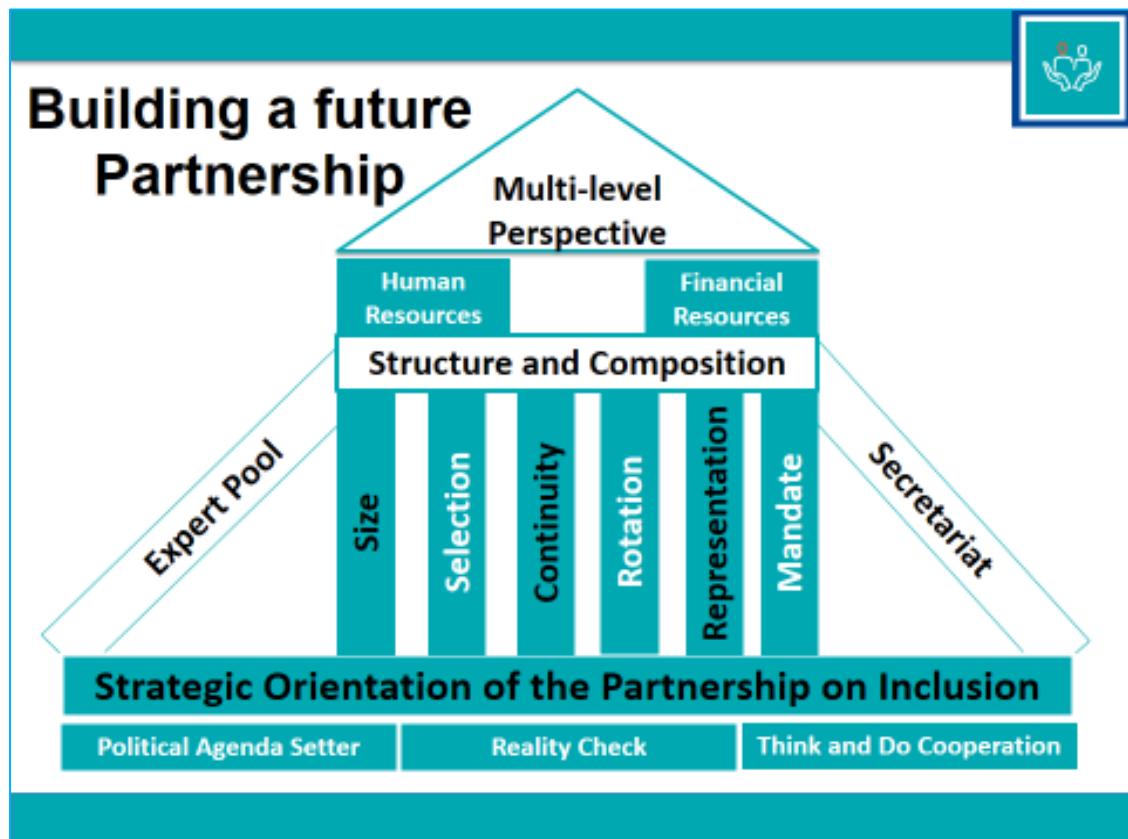 Building a future
Partnership
Multi-level
Perspective
Human
Resources
Financial
Resources
Structure and Composition
Expert Pool
Size
Selection
Continuity
Rotation
Representation
Mandate
Secretariat
Strategic Orientation of the Partnership on Inclusion
Political Agenda Setter
Reality Check
Think and Do Cooperation